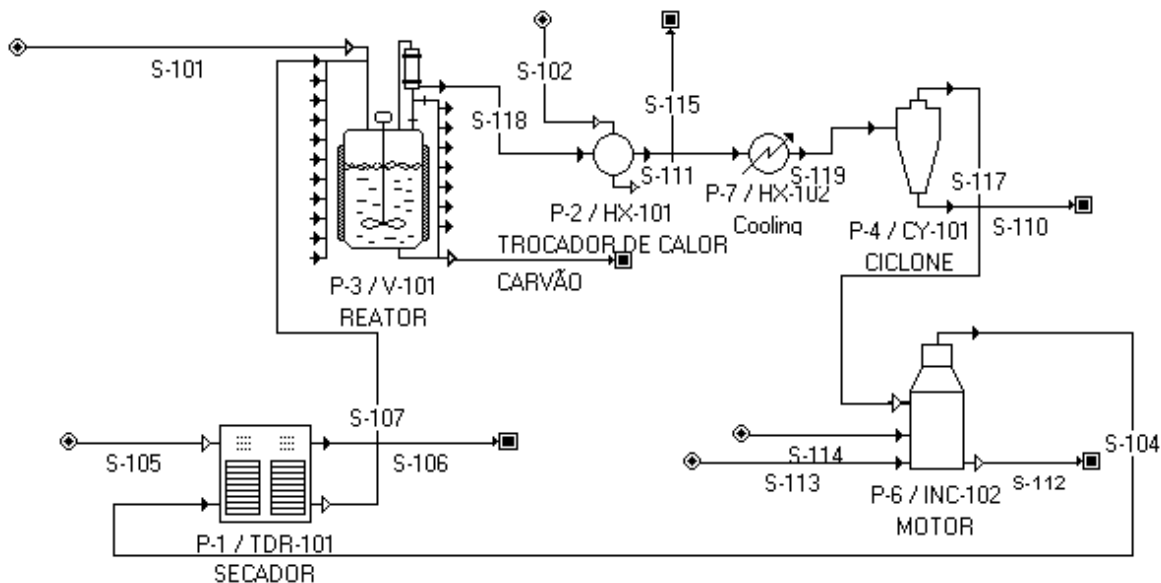 S-101
S-102
S-115
S-118
S-111
S-119
S-117
P-7 / HX-102
Cooling
P-2 / HX-101
TROCADOR DE CALOR
P-4 / CY-101
CICLONE
S-110
CARVÃO
P-3 / V-101
REATOR
S-107
S-105
S-106
S-104
S-114
S-113
S-112
P-6 / INC-102
MOTOR
P-1 / TDR-101
SECADOR